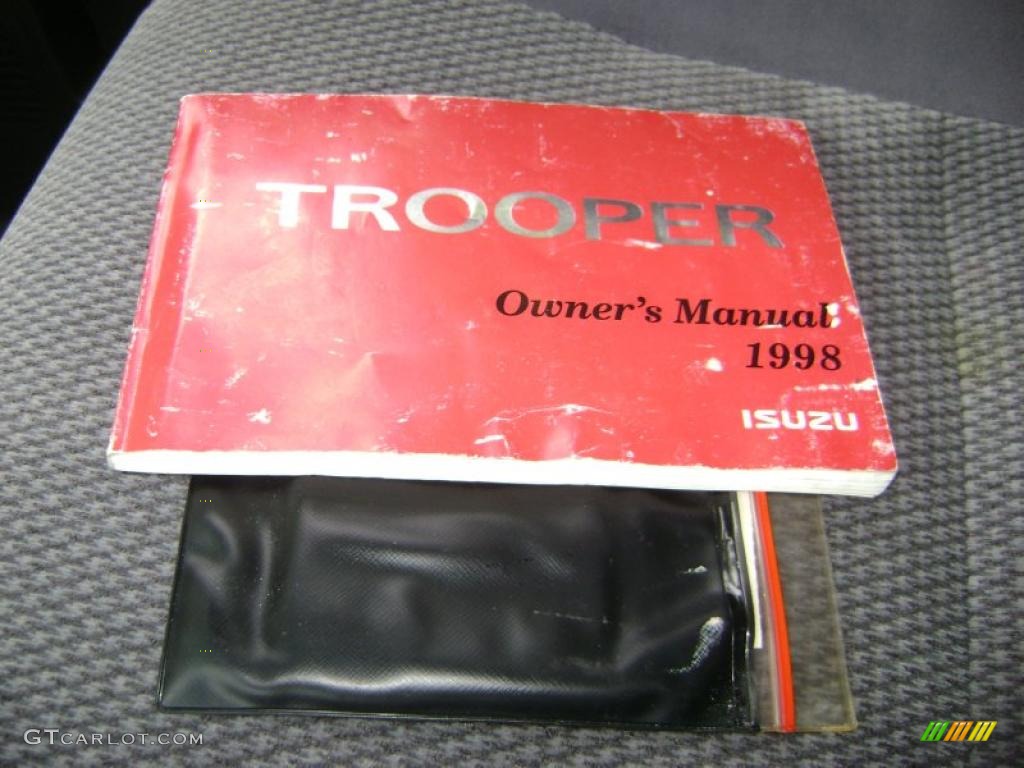 TROOPER
Owner's Manual
1998
ISUZU
GTCARLOT.COM